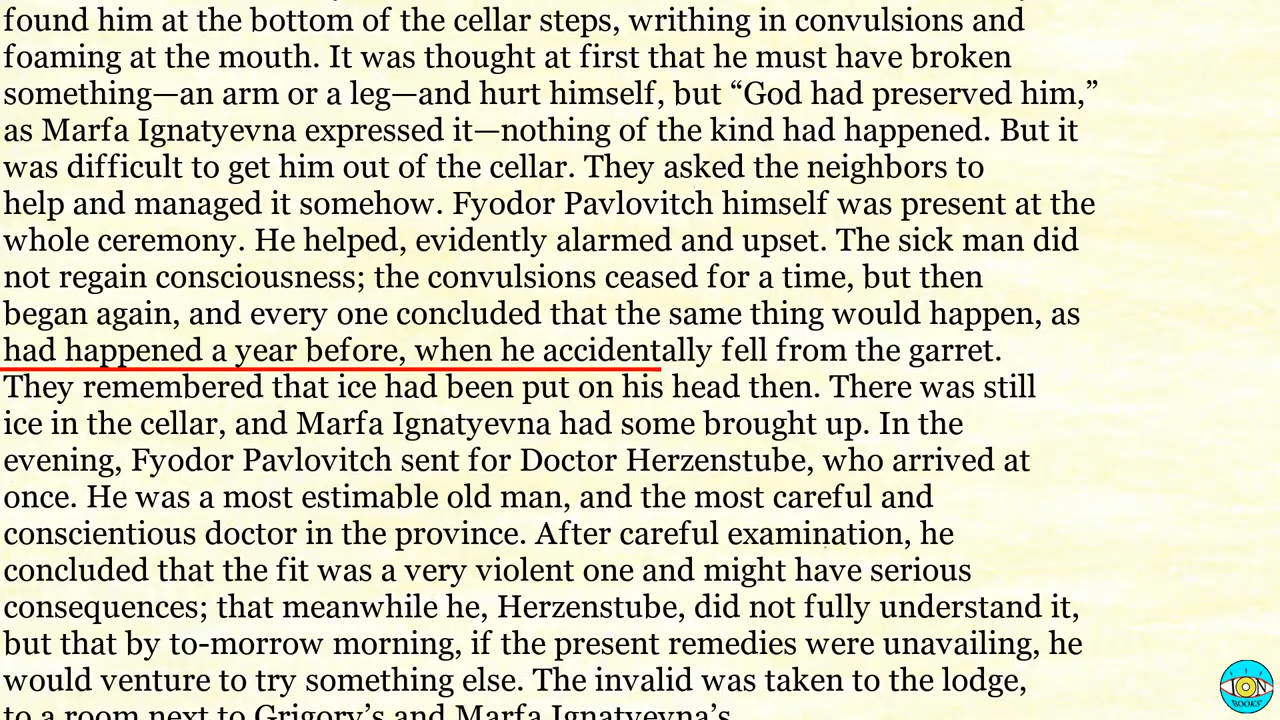 found him at the bottom of the cellar steps, writhing in convulsions and
foaming at the mouth. It was thought at first that he must have broken
something—an arm or a leg—and hurt himself, but “God had preserved him,”
as Marfa Ignatyevna expressed it—nothing of the kind had happened. But it
was difficult to get him out of the cellar. They asked the neighbors to
help and managed it somehow. Fyodor Pavlovitch himself was present at the
whole ceremony. He helped, evidently alarmed and upset. The sick man did
not regain consciousness; the convulsions ceased for a time, but then
began again, and every one concluded that the same thing would happen, as
had happened a year before, when he accidentally fell from the garret.
They remembered that ice had been put on his head then. There was still
ice in the cellar, and Marfa Ignatyevna had some brought up. In the
evening, Fyodor Pavlovitch sent for Doctor Herzenstube, who arrived at
once. He was a most estimable old man, and the most careful and
conscientious doctor in the province. After careful examination, he
concluded that the fit was a very violent one and might have serious
consequences; that meanwhile he, Herzenstube, did not fully understand it,
but that by to-morrow morning, if the present remedies were unavailing, he
would venture to try something else. The invalid was taken to the lodge,
to a room next to Grigory’s and Marfa Ignatyevna’s
ION
BOOKS